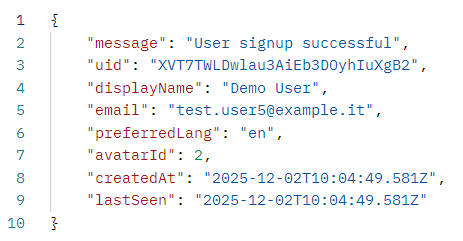 1 {
2 "message": "User signup successful",
3 "uid": "XVT7TWLDwlau3AiEb3DOyhIuXgB2",
4 "displayName": "Demo User",
5 "email": "test.user5@example.it",
6 "preferredLang": "en",
7 "avatarId": 2,
8 "createdAt": "2025-12-02T10:04:49.581Z",
9 "lastSeen": "2025-12-02T10:04:49.581Z"
10 }